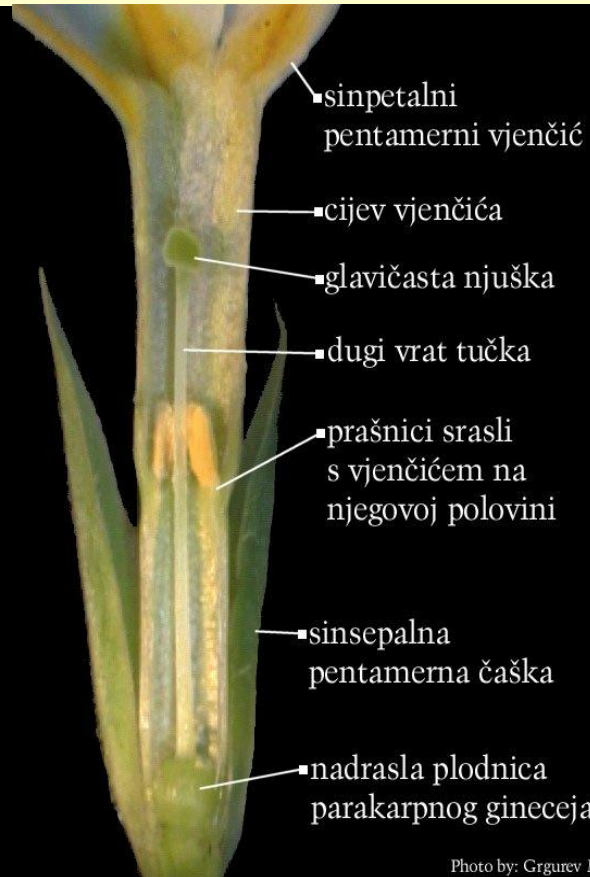 sinpetalni
pentamerni vjenčić
cijev vjenčića
glavičasta njuška
dugi vrat tučka
prašnici srasli
s vjenčićem na
njegovoj polovini
sinsepalna
pentamerna čaška
nadrasla plodnica
parakarpnog gineceja
Photo by: Grgurev